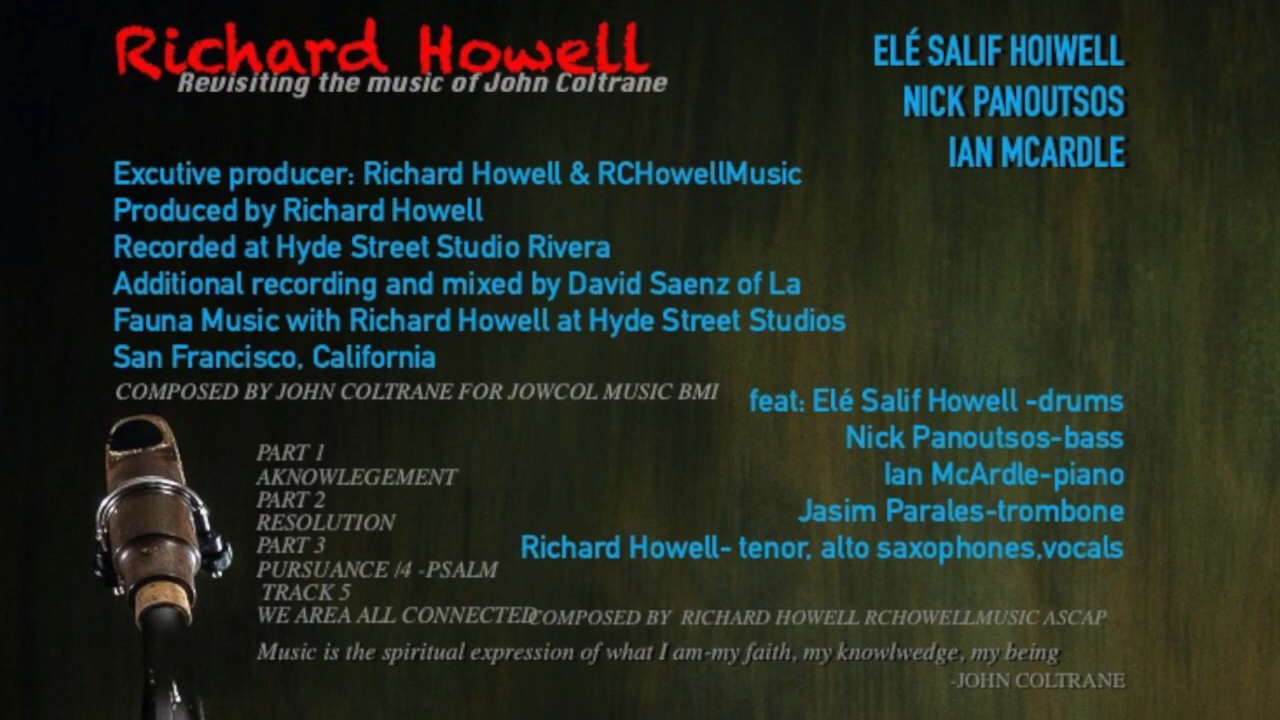 Richard Howell
Revisiting the music of John Coltrane
ELÉ SALIF HOIWELL
NICK PANOUTSOS
IAN MCARDLE
Excutive producer: Richard Howell & RCHowellMusic
Produced by Richard Howell
Recorded at Hyde Street Studio Rivera
Additional recording and mixed by David Saenz of La
Fauna Music with Richard Howell at Hyde Street Studios
San Francisco, California
COMPOSED BY JOHN COLTRANE FOR JOWCOL MUSIC BMI
feat: Elé Salif Howell -drums
Nick Panoutsos-bass
Ian McArdle-piano
Jasim Parales-trombone
Richard Howell- tenor, alto saxophones,vocals
PART 1
AKNOWLEGEMENT
PART 2
RESOLUTION
PART 3
PURSUANCE /4 -PSALM
TRACK 5
WE AREA ALL CONNECTED
COMPOSED BY RICHARD HOWELL RCHOWELLMUSIC ASCAP
Music is the spiritual expression of what I am-my faith, my knowlwedge, my being
-JOHN COLTRANE